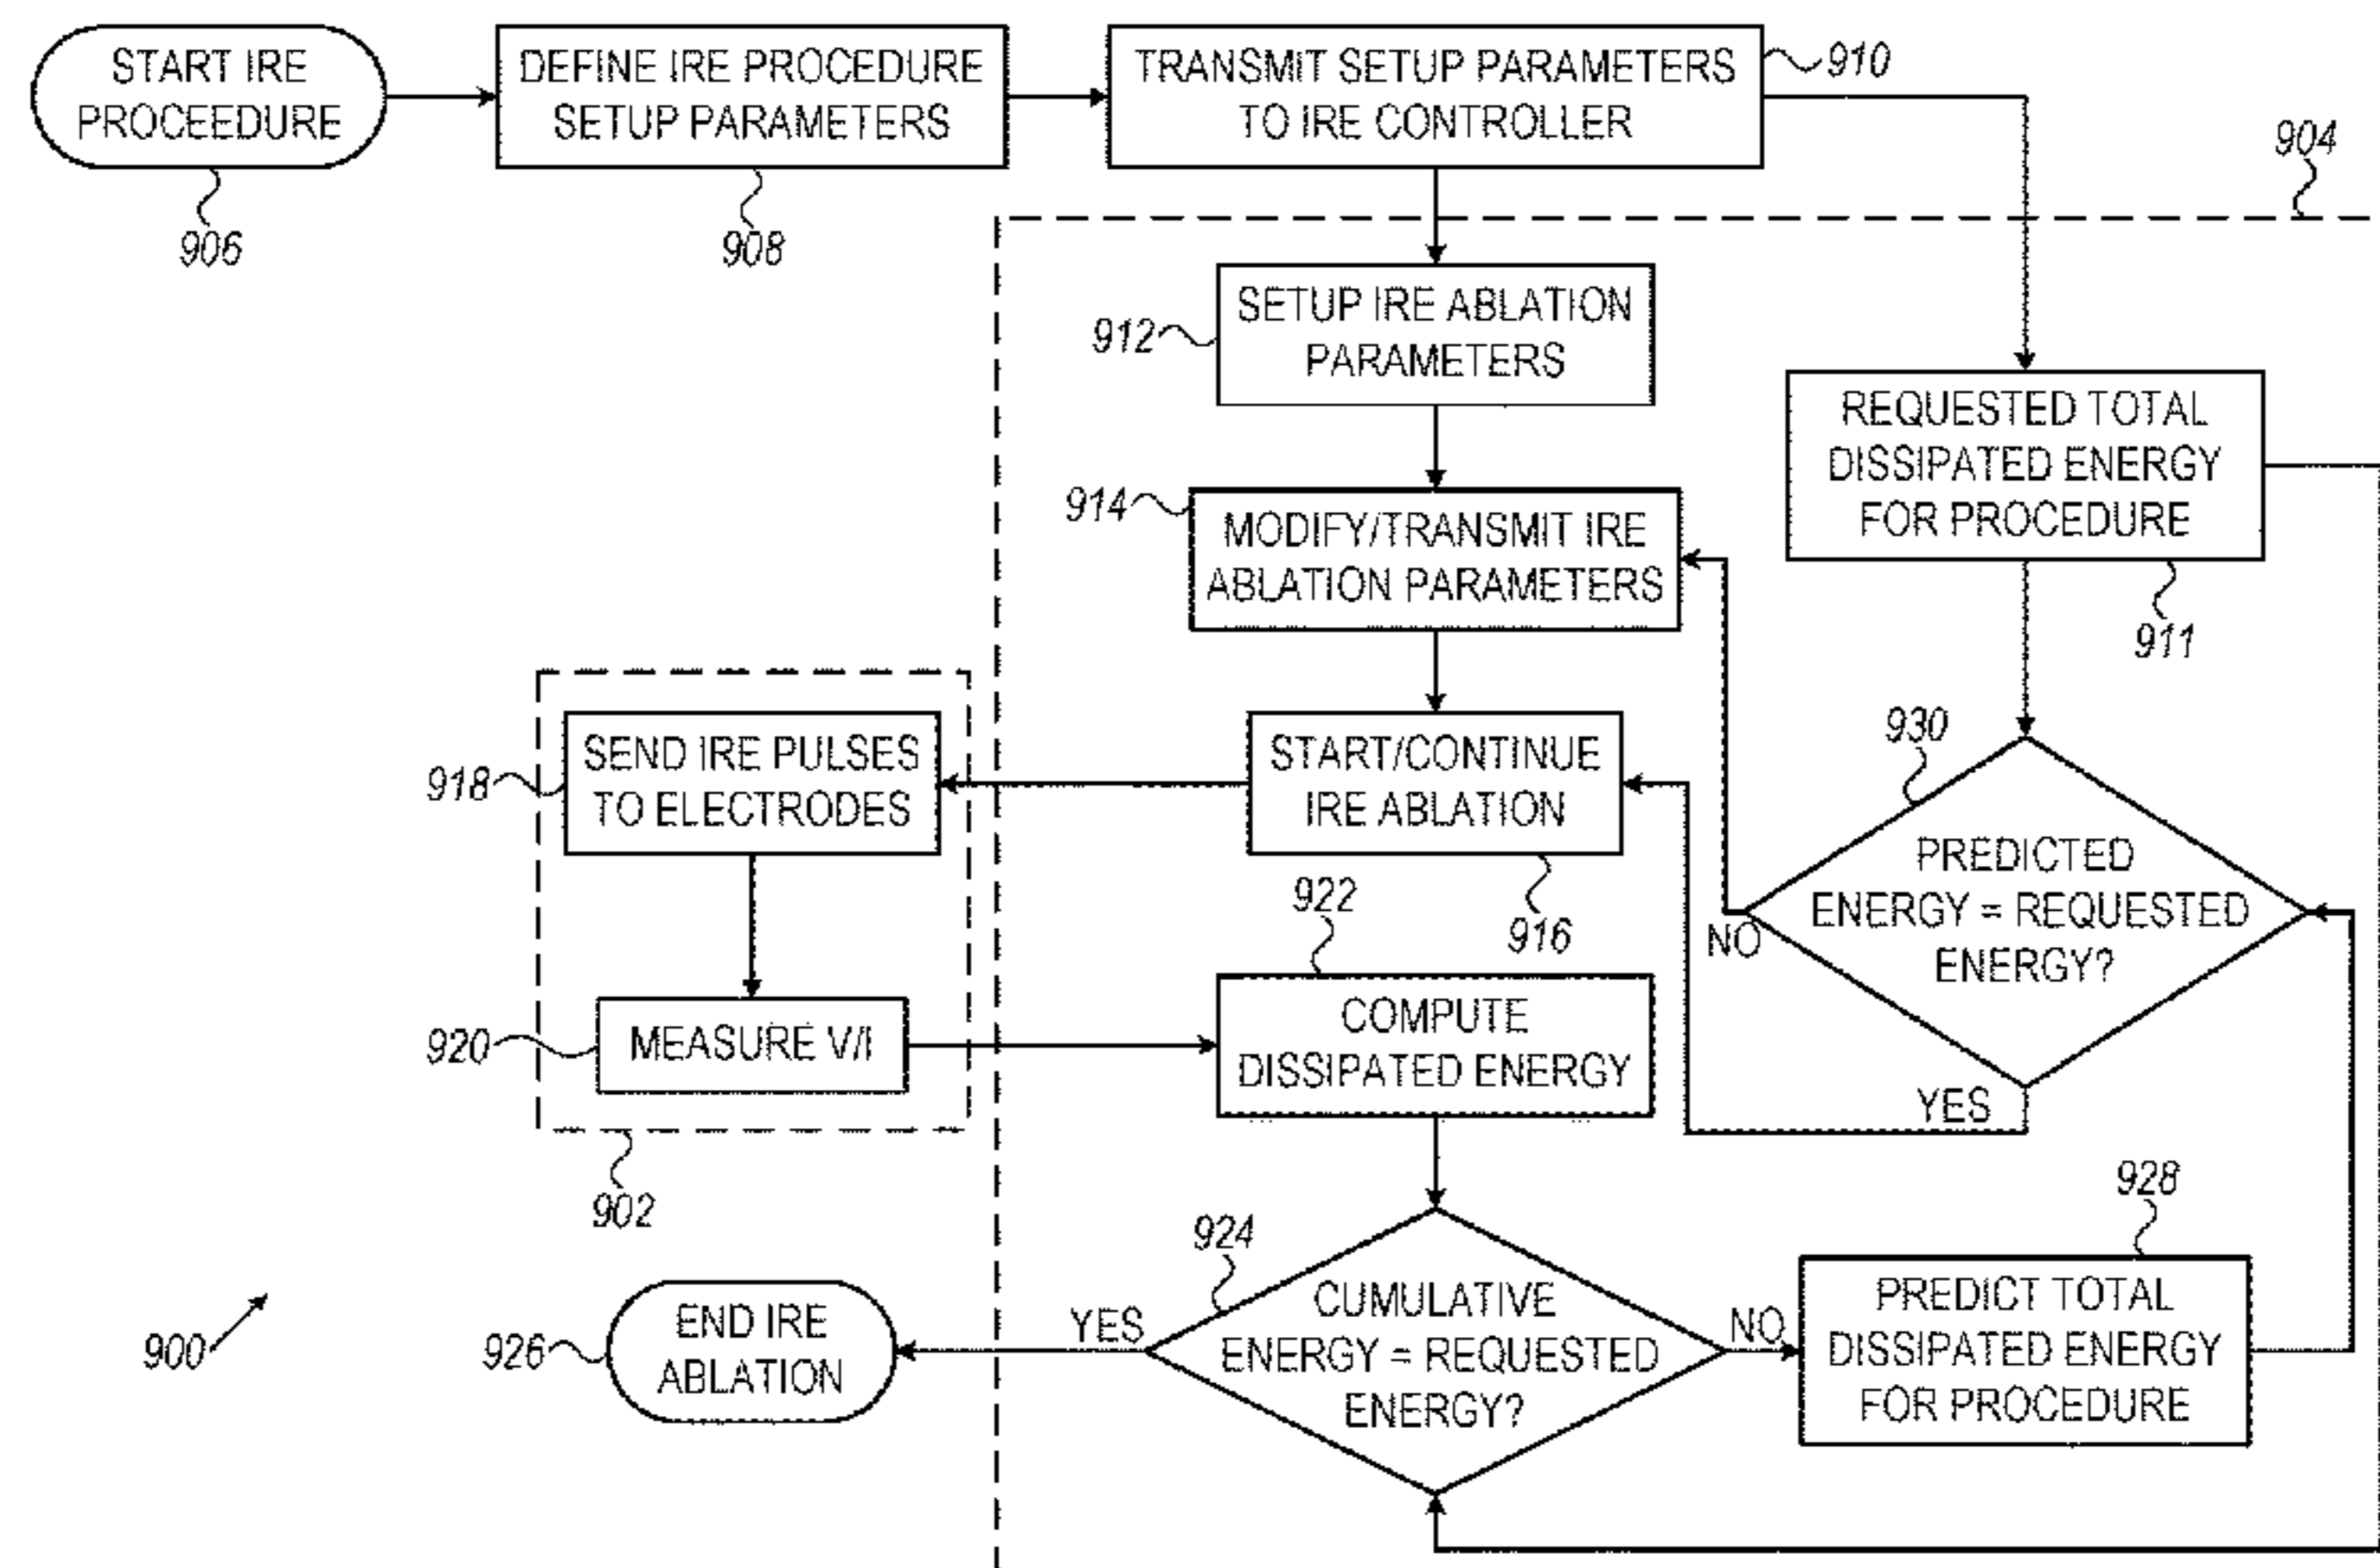 START IRE
PROCEEDURE
906
DEFINE IRE PROCEDURE
SETUP PARAMETERS
908
TRANSMIT SETUP PARAMETERS
TO IRE CONTROLLER
910
904
SETUP IRE ABLATION
PARAMETERS
912
REQUESTED TOTAL
DISSIPATED ENERGY
FOR PROCEDURE
911
914
MODIFY/TRANSMIT IRE
ABLATION PARAMETERS
918
SEND IRE PULSES
TO ELECTRODES
START/CONTINUE
IRE ABLATION
916
930
PREDICTED
ENERGY = REQUESTED
ENERGY?
NO
YES
920
MEASURE V/I
902
922
COMPUTE
DISSIPATED ENERGY
924
CUMULATIVE
ENERGY = REQUESTED
ENERGY?
YES
NO
928
PREDICT TOTAL
DISSIPATED ENERGY
FOR PROCEDURE
900
926
END IRE
ABLATION